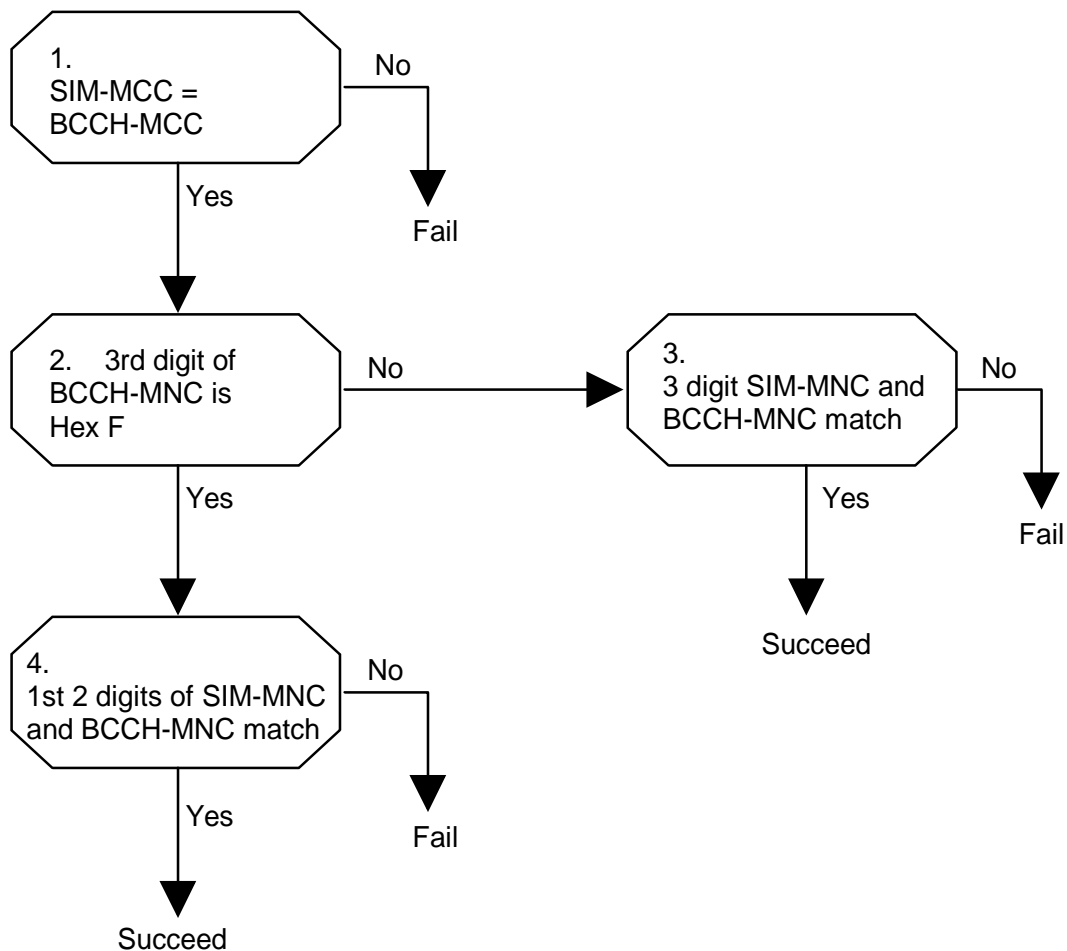 1.
SIM-MCC =
BCCH-MCC
No
Yes
Fail
2. 3rd digit of
BCCH-MNC is
Hex F
No
3.
3 digit SIM-MNC and
BCCH-MNC match
No
Yes
Yes
Fail
Succeed
4.
1st 2 digits of SIM-MNC
and BCCH-MNC match
No
Yes
Fail
Succeed